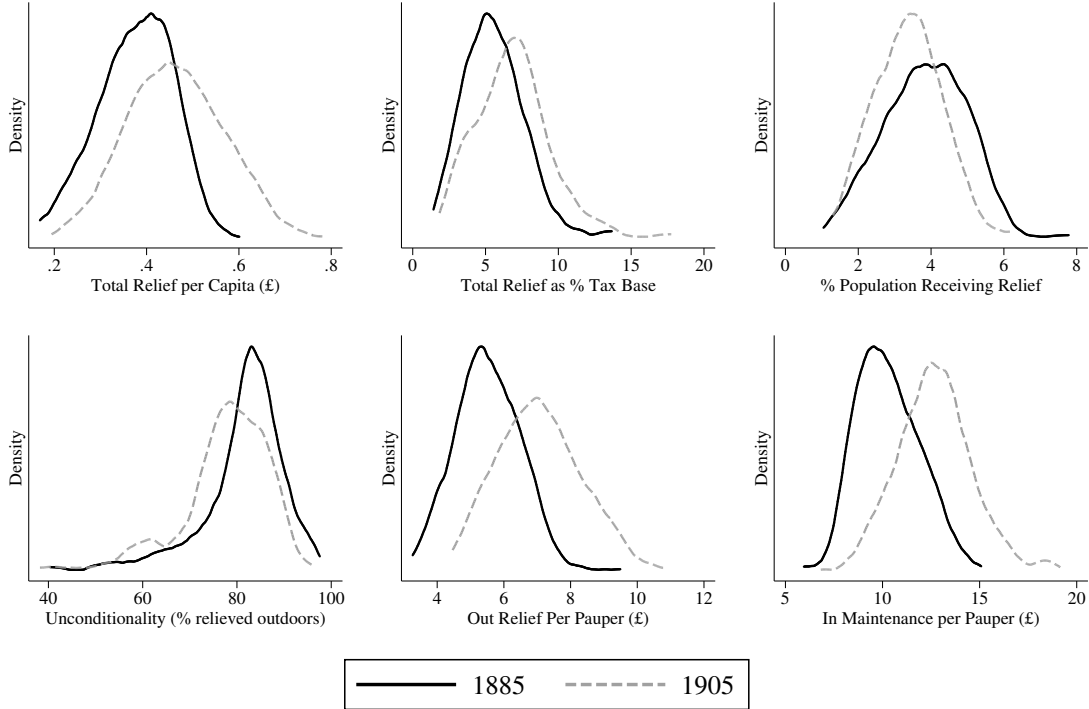 Density
.2 .4 .6 .8
Total Relief per Capita (£)
Density
0 5 10 15 20
Total Relief as % Tax Base
Density
0 2 4 6 8
% Population Receiving Relief
Density
40 60 80 100
Unconditionality (% relieved outdoors)
Density
4 6 8 10 12
Out Relief Per Pauper (£)
Density
5 10 15 20
In Maintenance per Pauper (£)
1885 1905